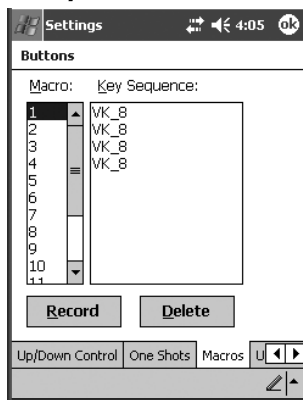 Settings 4:05 ok
Buttons
Macro: Key Sequence:
1 VK_8
2 VK_8
3 VK_8
4 VK_8
5
6
7
8
9
10
11
Record Delete
Up/Down Control One Shots Macros U